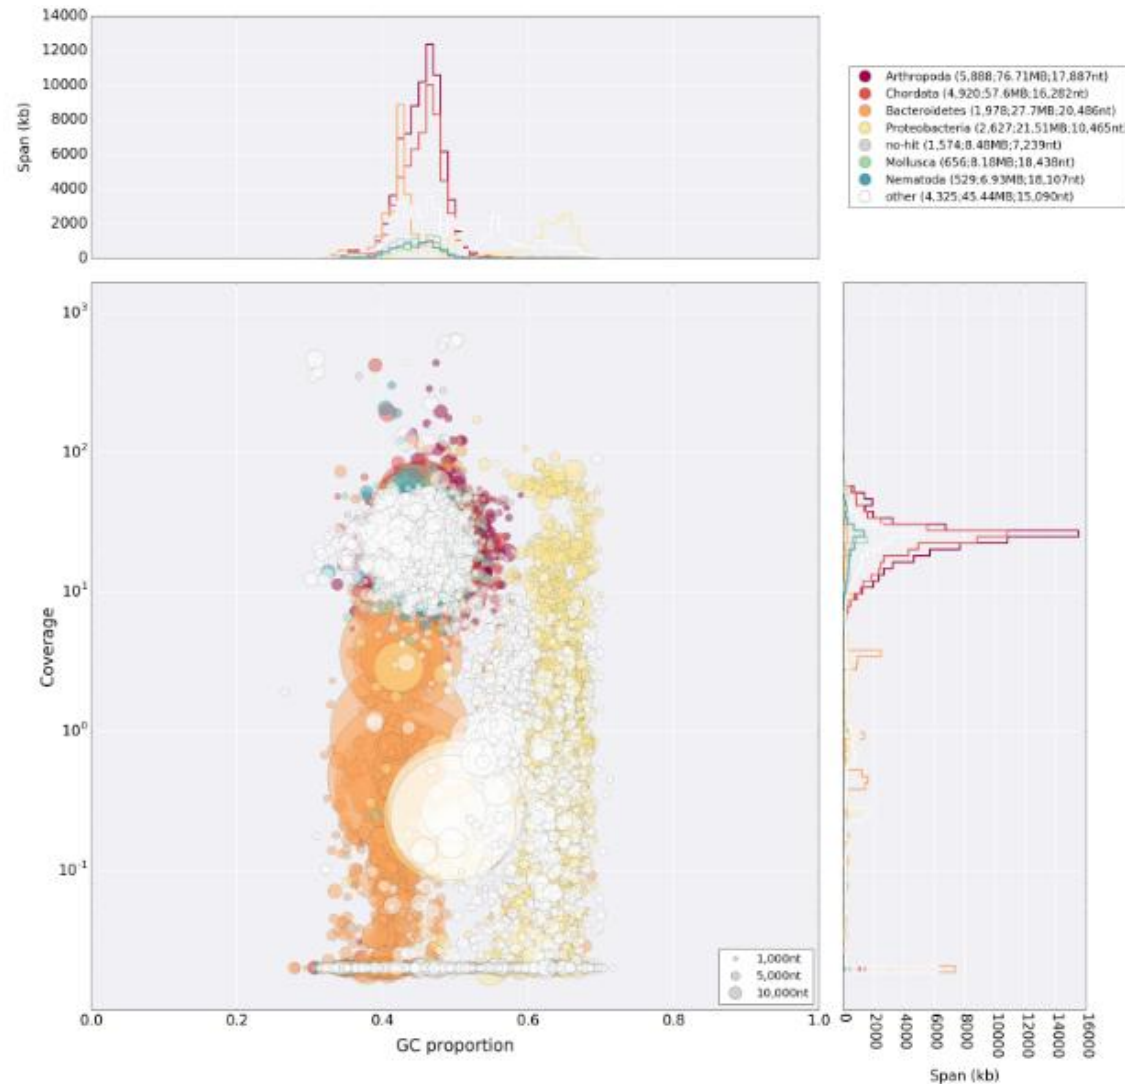 14000
12000
10000
8000
6000
4000
2000
0
Span (kb)
Arthropoda (5,888;76.71MB;17,887nt)
Chordata (4,920;57.6MB;16,282nt)
Bacteroidetes (1,978;27.7MB;20,486nt)
Proteobacteria (2,627;21.51MB;10,465nt)
no-hit (1,574;8.48MB;7,239nt)
Mollusca (656;8.18MB;18,438nt)
Nematoda (529;6.93MB;18,107nt)
other (4,325;45.44MB;15,090nt)
10³
10²
10¹
10⁰
10⁻¹
Coverage
1,000nt
5,000nt
10,000nt
0.0 0.2 0.4 0.6 0.8 1.0
GC proportion
0 2000 4000 6000 8000 10000 12000 14000 16000
Span (kb)